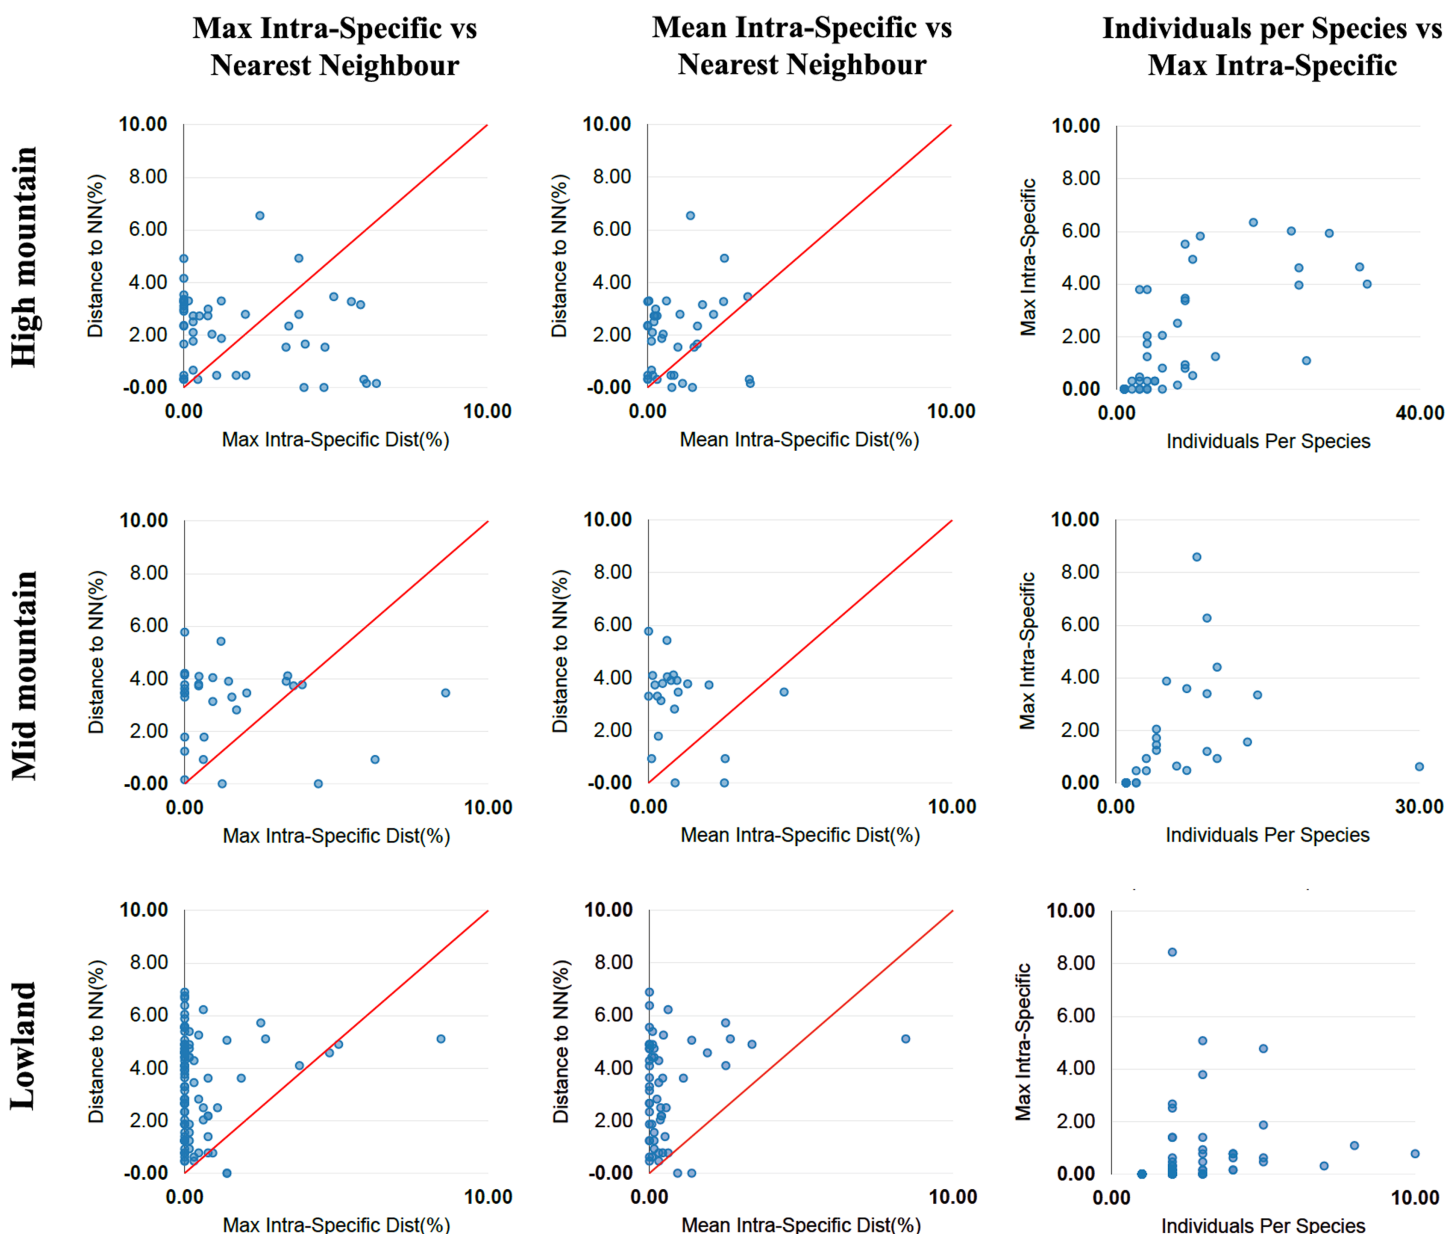 Max Intra-Specific vs
Nearest Neighbour
Mean Intra-Specific vs
Nearest Neighbour
Individuals per Species vs
Max Intra-Specific
High mountain
Distance to NN(%)
10.00
8.00
6.00
4.00
2.00
-0.00
0.00
10.00
Max Intra-Specific Dist(%)
Distance to NN(%)
10.00
8.00
6.00
4.00
2.00
-0.00
0.00
10.00
Mean Intra-Specific Dist(%)
Max Intra-Specific
10.00
8.00
6.00
4.00
2.00
-0.00
0.00
40.00
Individuals Per Species
Mid mountain
Distance to NN(%)
10.00
8.00
6.00
4.00
2.00
-0.00
0.00
10.00
Max Intra-Specific Dist(%)
Distance to NN(%)
10.00
8.00
6.00
4.00
2.00
-0.00
0.00
10.00
Mean Intra-Specific Dist(%)
Max Intra-Specific
10.00
8.00
6.00
4.00
2.00
-0.00
0.00
30.00
Individuals Per Species
Lowland
Distance to NN(%)
10.00
8.00
6.00
4.00
2.00
-0.00
0.00
10.00
Max Intra-Specific Dist(%)
Distance to NN(%)
10.00
8.00
6.00
4.00
2.00
-0.00
0.00
10.00
Mean Intra-Specific Dist(%)
Max Intra-Specific
10.00
8.00
6.00
4.00
2.00
-0.00
0.00
10.00
Individuals Per Species